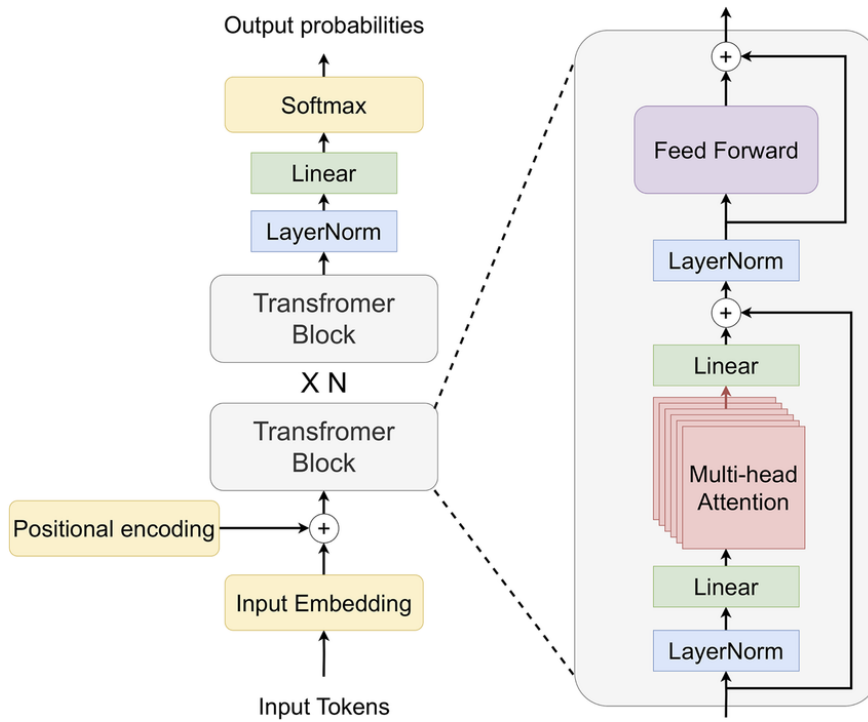 Output probabilities
Softmax
Linear
LayerNorm
Transfromer
Block
X N
Transfromer
Block
Positional encoding
+
Input Embedding
Input Tokens
+
Feed Forward
LayerNorm
+
Linear
Multi-head
Attention
Linear
LayerNorm